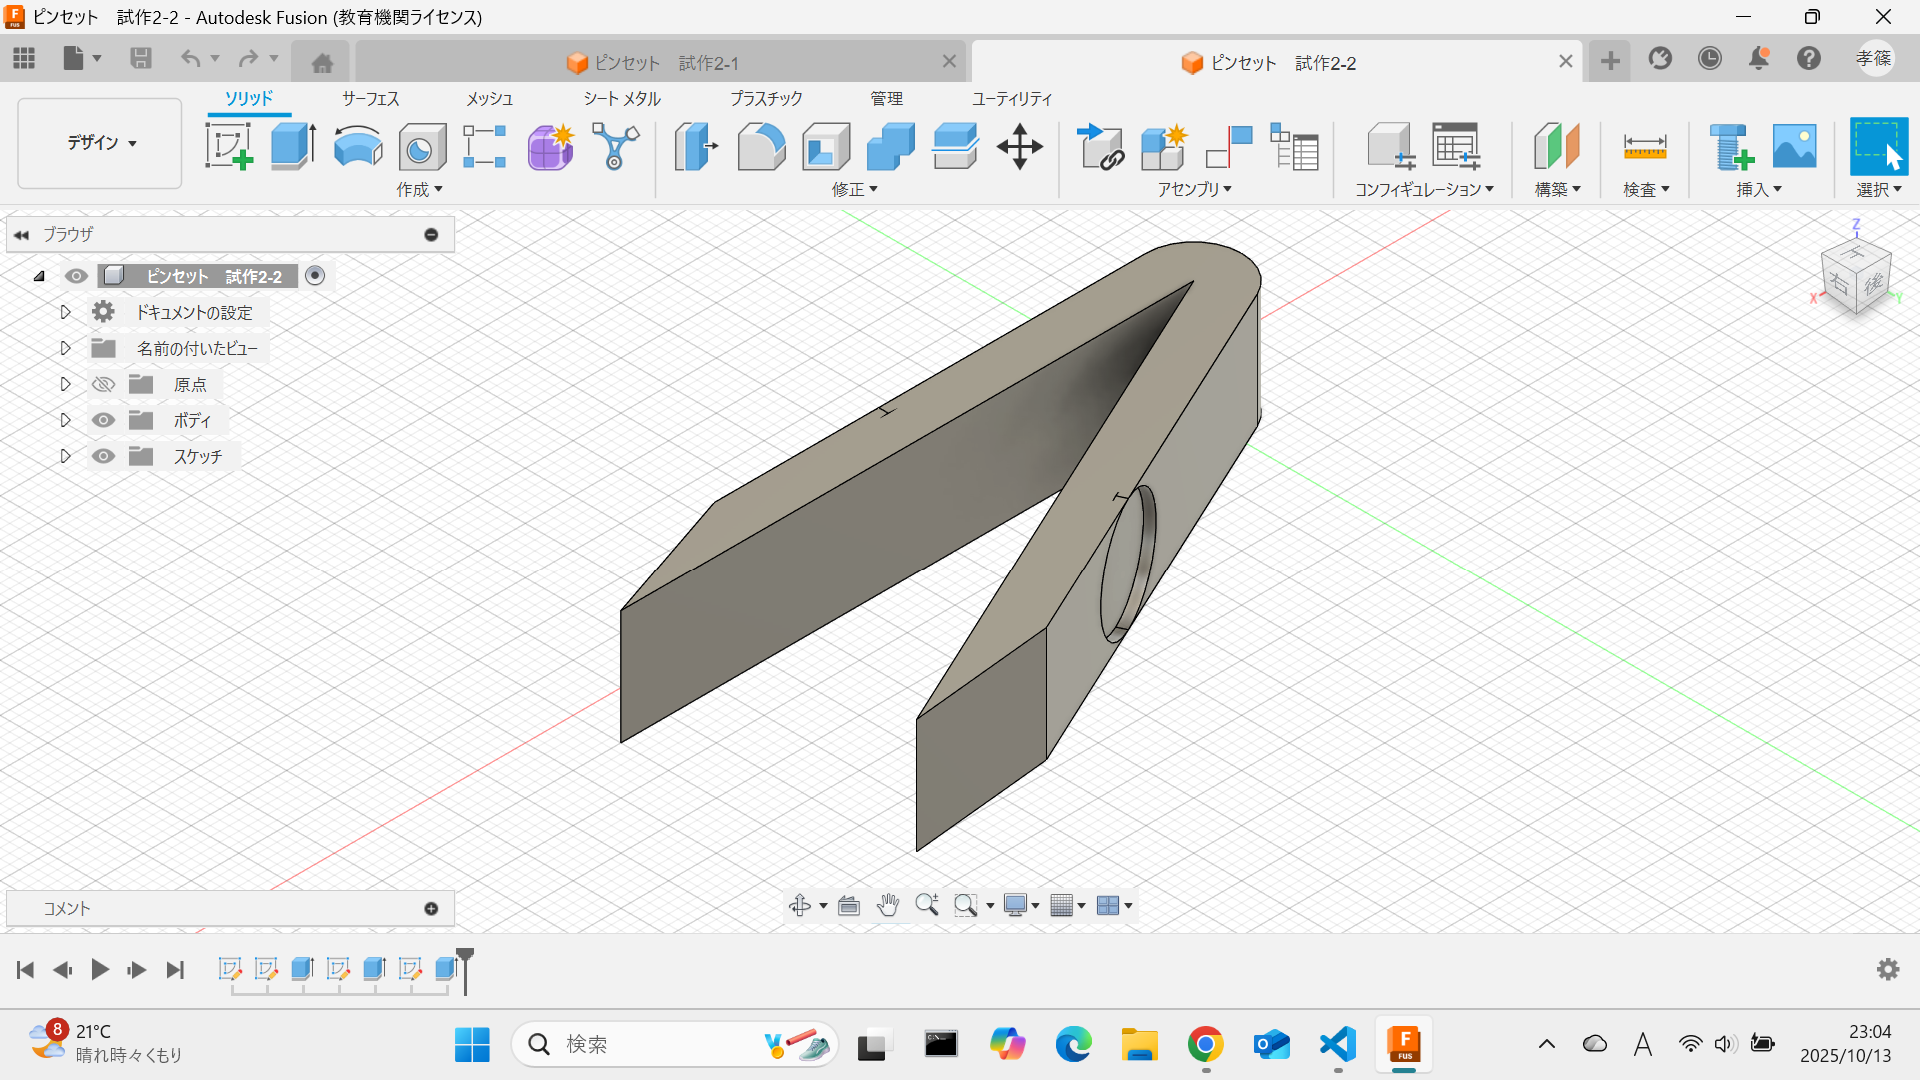 ピンセット　試作2-2 - Autodesk Fusion (教育機関ライセンス)
ピンセット　試作2-1
ピンセット　試作2-2
孝篠
デザイン
ソリッド
サーフェス
メッシュ
シート メタル
プラスチック
管理
ユーティリティ
作成
修正
アセンブリ
コンフィギュレーション
構築
検査
挿入
選択
ブラウザ
ピンセット　試作2-2
ドキュメントの設定
名前の付いたビュー
原点
ボディ
スケッチ
Z
X
Y
上
右
後
コメント
8
21°C
晴れ時々くもり
検索
A
23:04
2025/10/13